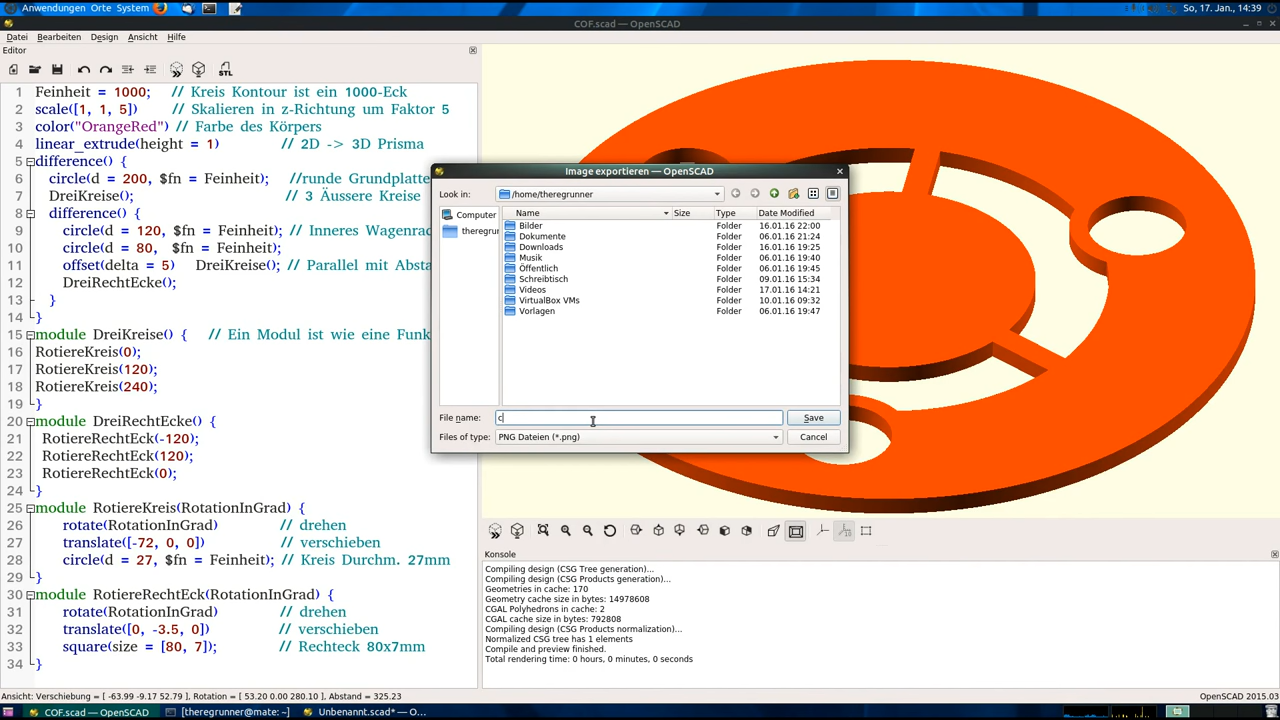 Anwendungen Orte System
So, 17. Jan., 14:39
COF.scad — OpenSCAD
Datei Bearbeiten Design Ansicht Hilfe
Editor
STL
1 Feinheit = 1000; // Kreis Kontour ist ein 1000-Eck
2 scale([1, 1, 5]) // Skalieren in z-Richtung um Faktor 5
3 color("OrangeRed") // Farbe des Körpers
4 linear_extrude(height = 1) // 2D -> 3D Prisma
5 difference() {
6 circle(d = 200, $fn = Feinheit); //runde Grundplatte
7 DreiKreise(); // 3 Äussere Kreise
8 difference() {
9 circle(d = 120, $fn = Feinheit); // Inneres Wagenrad
10 circle(d = 80, $fn = Feinheit);
11 offset(delta = 5) DreiKreise(); // Parallel mit Absta
12 DreiRechtEcke();
13 }
14 }
15 module DreiKreise() { // Ein Modul ist wie eine Funk
16 RotiereKreis(0);
17 RotiereKreis(120);
18 RotiereKreis(240);
19 }
20 module DreiRechtEcke() {
21 RotiereRechtEck(-120);
22 RotiereRechtEck(120);
23 RotiereRechtEck(0);
24 }
25 module RotiereKreis(RotationInGrad) {
26 rotate(RotationInGrad) // drehen
27 translate([-72, 0, 0]) // verschieben
28 circle(d = 27, $fn = Feinheit); // Kreis Durchm. 27mm
29 }
30 module RotiereRechtEck(RotationInGrad) {
31 rotate(RotationInGrad) // drehen
32 translate([0, -3.5, 0]) // verschieben
33 square(size = [80, 7]); // Rechteck 80x7mm
34 }
Image exportieren — OpenSCAD
Look in: /home/theregrunner
Computer
theregrun
Name Size Type Date Modified
Bilder Folder 16.01.16 22:00
Dokumente Folder 06.01.16 21:24
Downloads Folder 16.01.16 19:25
Musik Folder 06.01.16 19:40
Öffentlich Folder 06.01.16 19:45
Schreibtisch Folder 09.01.16 15:34
Videos Folder 17.01.16 14:21
VirtualBox VMs Folder 10.01.16 09:32
Vorlagen Folder 06.01.16 19:47
File name: c Save
Files of type: PNG Dateien (*.png) Cancel
Konsole
Compiling design (CSG Tree generation)...
Compiling design (CSG Products generation)...
Geometries in cache: 170
Geometry cache size in bytes: 14978608
CGAL Polyhedrons in cache: 2
CGAL cache size in bytes: 792808
Compiling design (CSG Products normalization)...
Normalized CSG tree has 1 elements
Compile and preview finished.
Total rendering time: 0 hours, 0 minutes, 0 seconds
Ansicht: Verschiebung = [ -63.99 -9.17 52.79 ], Rotation = [ 53.20 0.00 280.10 ], Abstand = 325.23
OpenSCAD 2015.03
COF.scad — OpenSCAD
[theregrunner@mate: ~]
Unbenannt.scad* — O...